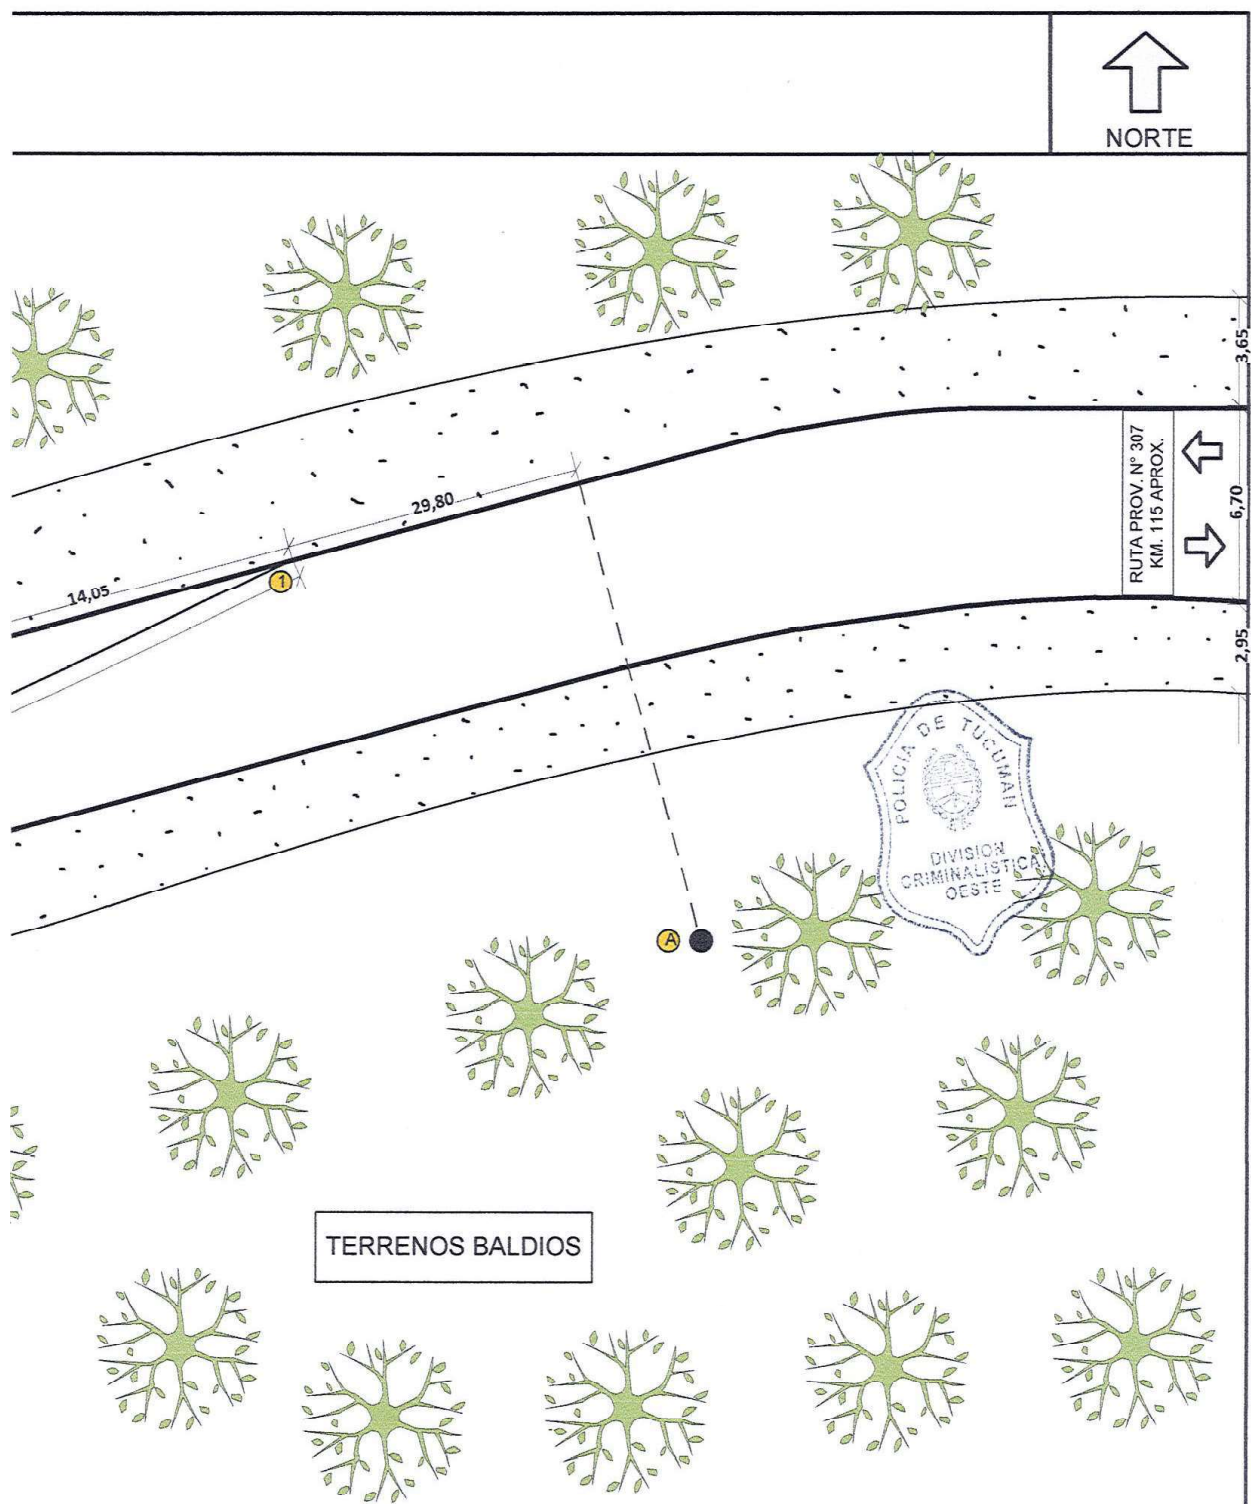 NORTE
3,65
29,80
RUTA PROV. Nº 307
KM. 115 APROX.
6,70
1
14,05
2,95
POLICIA DE TUCUMAN
DIVISION
CRIMINALISTICA
OESTE
A
TERRENOS BALDIOS